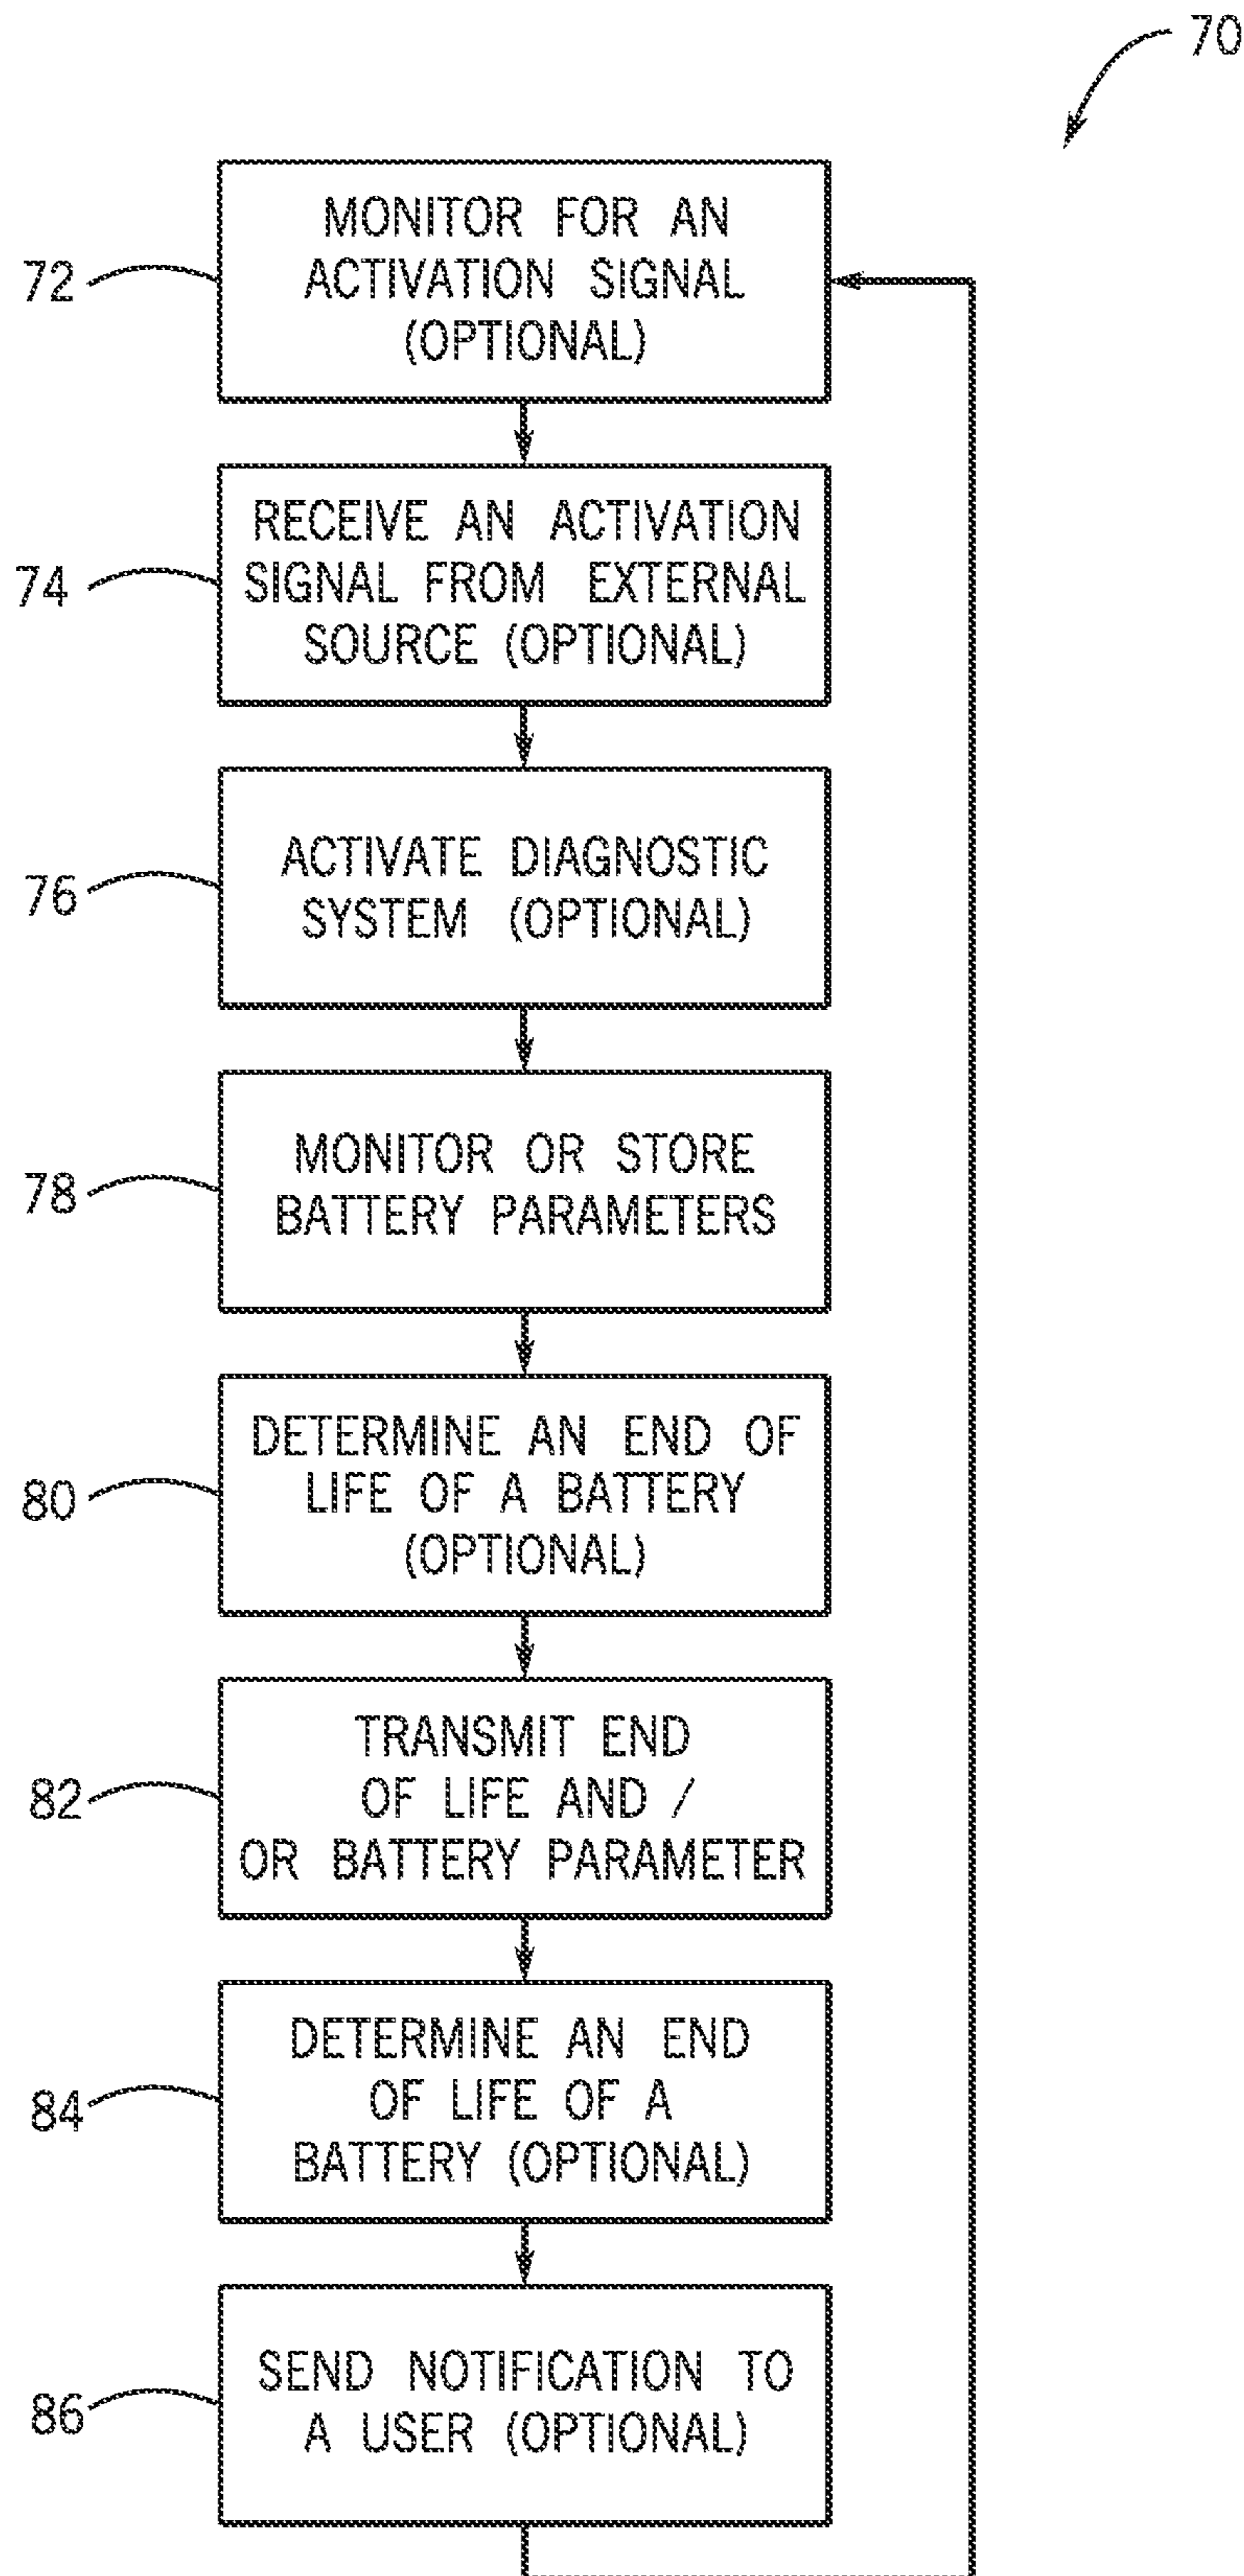 70
72
MONITOR FOR AN
ACTIVATION SIGNAL
(OPTIONAL)
74
RECEIVE AN ACTIVATION
SIGNAL FROM EXTERNAL
SOURCE (OPTIONAL)
76
ACTIVATE DIAGNOSTIC
SYSTEM (OPTIONAL)
78
MONITOR OR STORE
BATTERY PARAMETERS
80
DETERMINE AN END OF
LIFE OF A BATTERY
(OPTIONAL)
82
TRANSMIT END
OF LIFE AND /
OR BATTERY PARAMETER
84
DETERMINE AN END
OF LIFE OF A
BATTERY (OPTIONAL)
86
SEND NOTIFICATION TO
A USER (OPTIONAL)